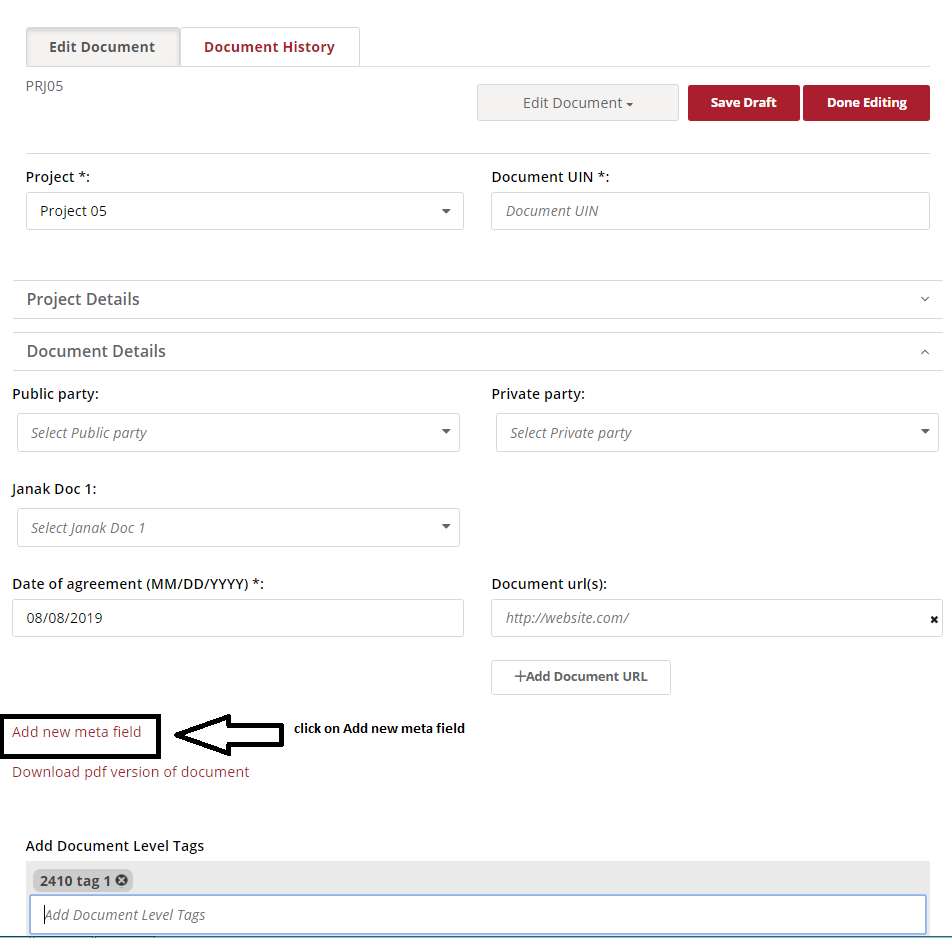 Edit Document
Document History
PRJ05
Edit Document
Save Draft
Done Editing
Project *:
Document UIN *:
Project 05
Document UIN
Project Details
Document Details
Public party:
Private party:
Select Public party
Select Private party
Janak Doc 1:
Select Janak Doc 1
Date of agreement (MM/DD/YYYY) *:
Document url(s):
08/08/2019
http://website.com/
+Add Document URL
Add new meta field
click on Add new meta field
Download pdf version of document
Add Document Level Tags
2410 tag 1
Add Document Level Tags